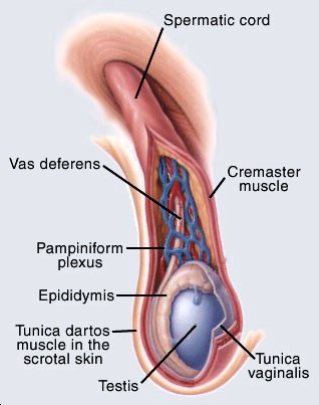 Spermatic cord
Vas deferens
Cremaster
muscle
Pampiniform
plexus
Epididymis
Tunica dartos
muscle in the
scrotal skin
Tunica
vaginalis
Testis